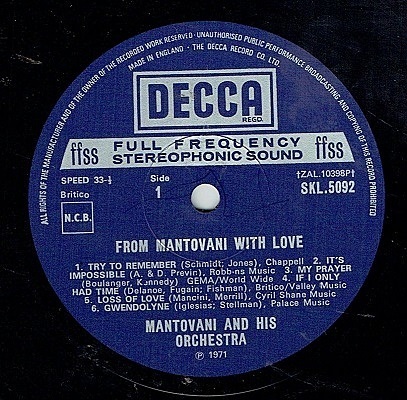 ALL RIGHTS OF THE MANUFACTURER AND OF THE OWNER OF THE RECORDED WORK RESERVED · UNAUTHORISED PUBLIC PERFORMANCE BROADCASTING AND COPYING OF THIS RECORD PROHIBITED
MADE IN ENGLAND · THE DECCA RECORD CO LTD ·
DECCA
REGD.
ffss FULL FREQUENCY ffss
STEREOPHONIC SOUND
SPEED 33⅓ Side †ZAL.10398P†
Britico 1 SKL.5092
N.C.B.
FROM MANTOVANI WITH LOVE
1. TRY TO REMEMBER (Schmidt; Jones), Chappell 2. IT'S
IMPOSSIBLE (A. & D. Previn), Robb-ns Music 3. MY PRAYER
(Boulanger, Kennedy) GEMA/World Wide 4. IF I ONLY
HAD TIME (Delanoe, Fugain; Fishman), Britico/Valley Music
5. LOSS OF LOVE (Mancini, Merrill), Cyril Shane Music
6. GWENDOLYNE (Iglesias; Stellman), Palace Music
MANTOVANI AND HIS
ORCHESTRA
℗ 1971